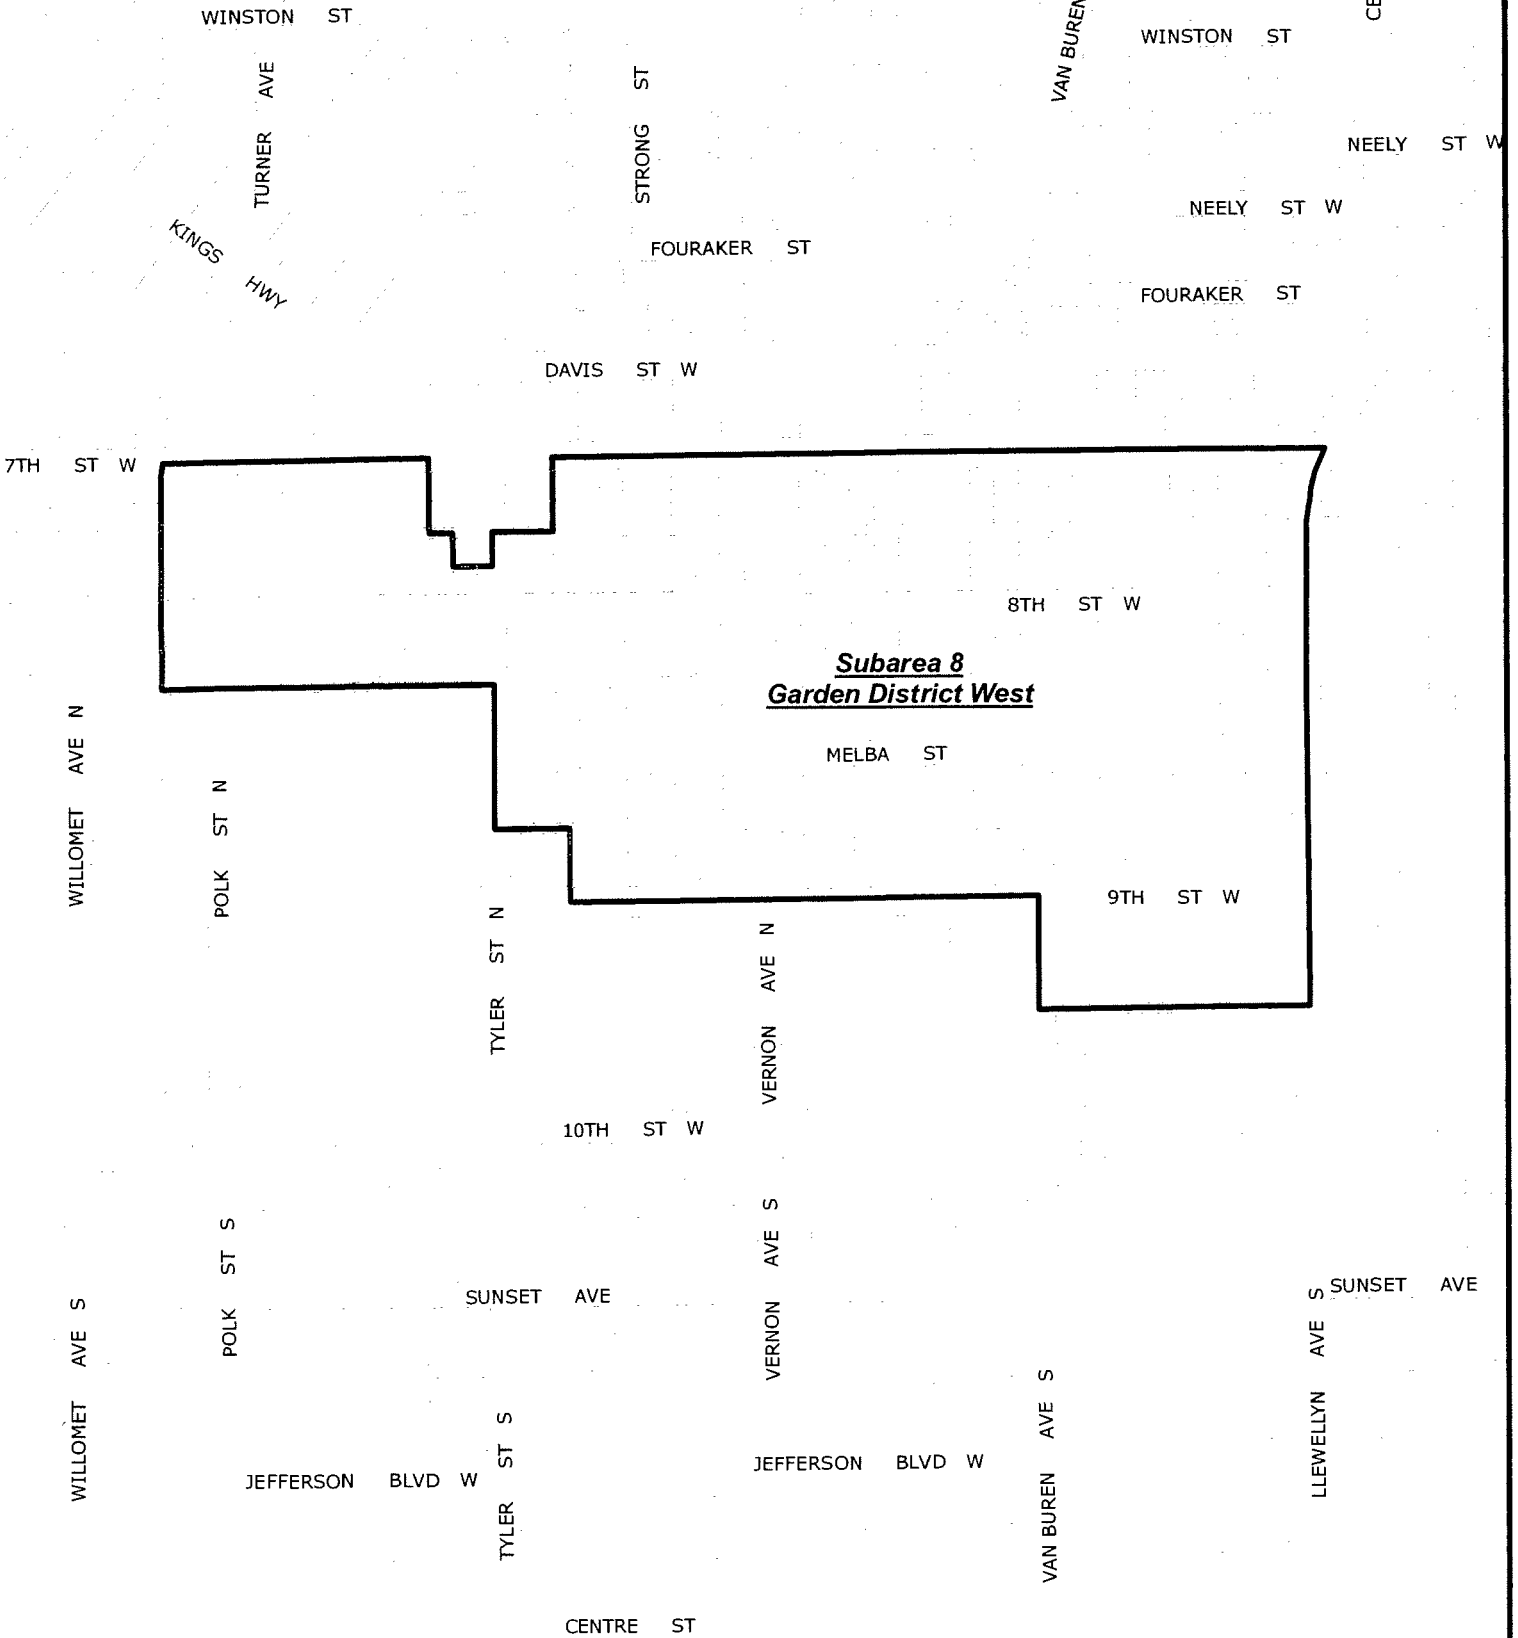 WINSTON ST
WINSTON ST
VAN BUREN
TURNER AVE
STRONG ST
NEELY ST W
NEELY ST W
KINGS HWY
FOURAKER ST
FOURAKER ST
DAVIS ST W
7TH ST W
8TH ST W
Subarea 8
Garden District West
MELBA ST
WILLOMET AVE N
POLK ST N
9TH ST W
TYLER ST N
VERNON AVE N
10TH ST W
POLK ST S
VERNON AVE S
SUNSET AVE
SUNSET AVE
WILLOMET AVE S
LLEWELLYN AVE S
VAN BUREN AVE S
TYLER ST S
JEFFERSON BLVD W
JEFFERSON BLVD W
CENTRE ST